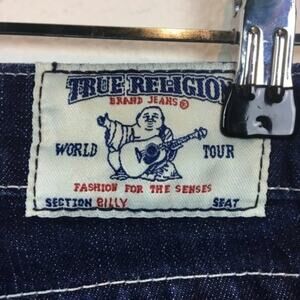 TRUE RELIGION
BRAND JEANS®
WORLD TOUR
FASHION FOR THE SENSES
SECTION BILLY SEAT